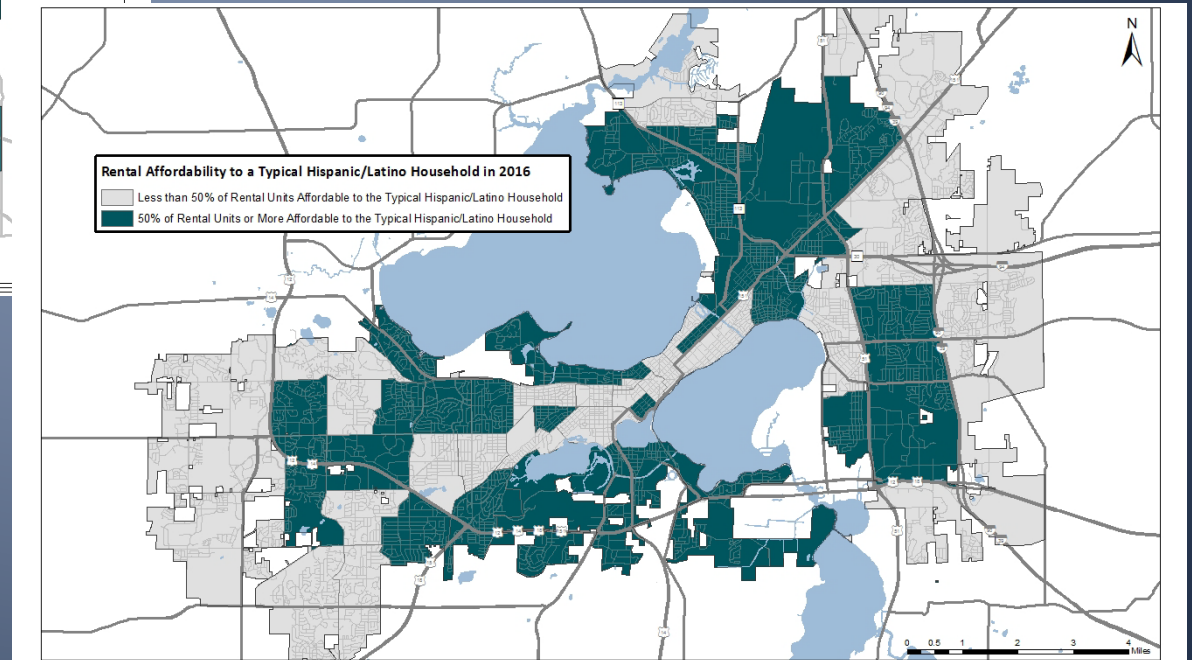 N
Rental Affordability to a Typical Hispanic/Latino Household in 2016
Less than 50% of Rental Units Affordable to the Typical Hispanic/Latino Household
50% of Rental Units or More Affordable to the Typical Hispanic/Latino Household
0 0.5 1 2 3 4
Miles